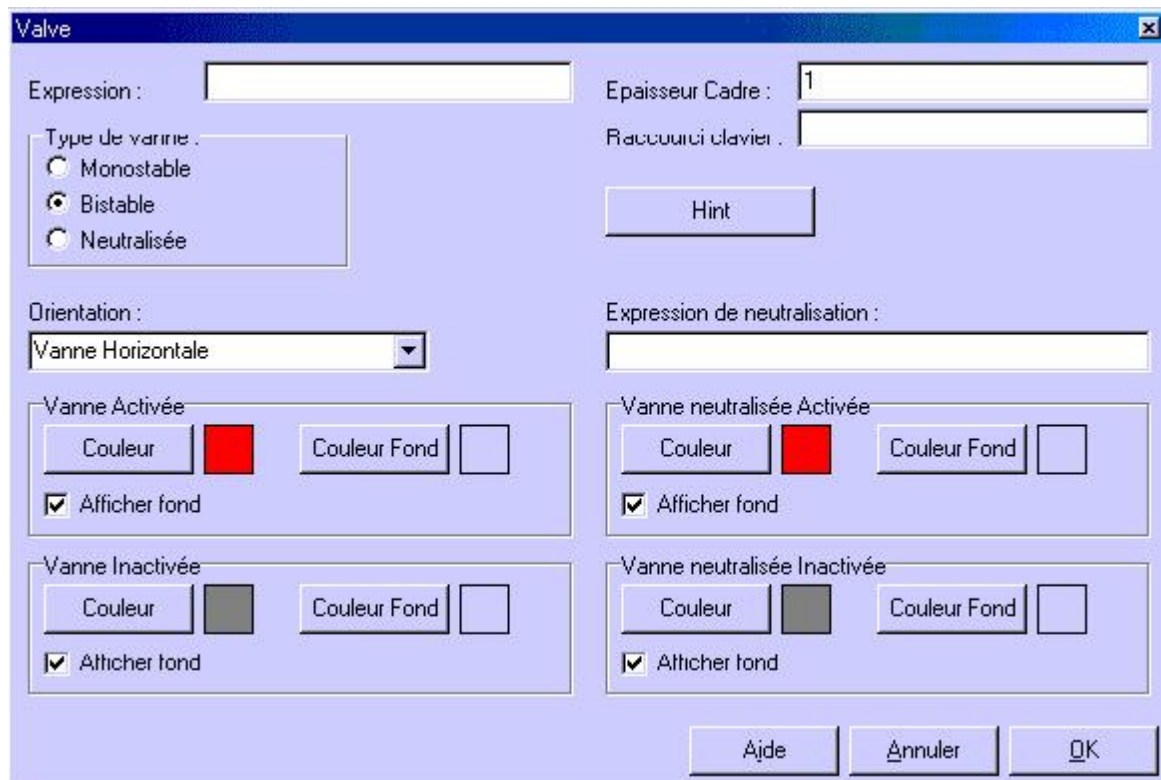 Valve
Expression :
Epaisseur Cadre :
1
Type de vanne :
Raccourci clavier :
Monostable
Bistable
Neutralisée
Hint
Orientation :
Expression de neutralisation :
Vanne Horizontale
Vanne Activée
Vanne neutralisée Activée
Couleur
Couleur Fond
Couleur
Couleur Fond
Afficher fond
Afficher fond
Vanne Inactivée
Vanne neutralisée Inactivée
Couleur
Couleur Fond
Couleur
Couleur Fond
Afficher fond
Afficher fond
Aide
Annuler
OK